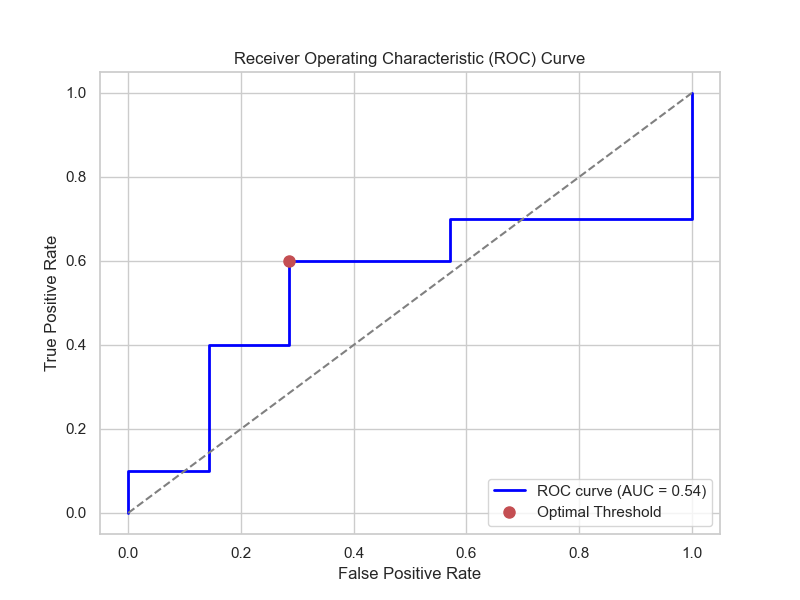 Receiver Operating Characteristic (ROC) Curve
1.0
0.8
0.6
0.4
0.2
0.0
True Positive Rate
0.0 0.2 0.4 0.6 0.8 1.0
False Positive Rate
ROC curve (AUC = 0.54)
Optimal Threshold